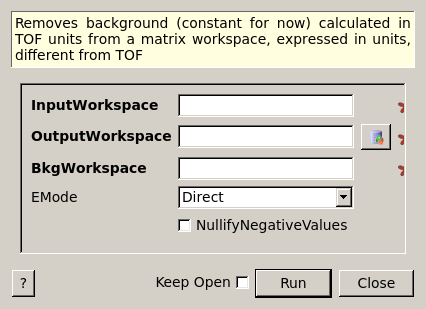 Removes background (constant for now) calculated in
TOF units from a matrix workspace, expressed in units,
different from TOF
InputWorkspace
OutputWorkspace
BkgWorkspace
EMode Direct
NullifyNegativeValues
? Keep Open Run Close